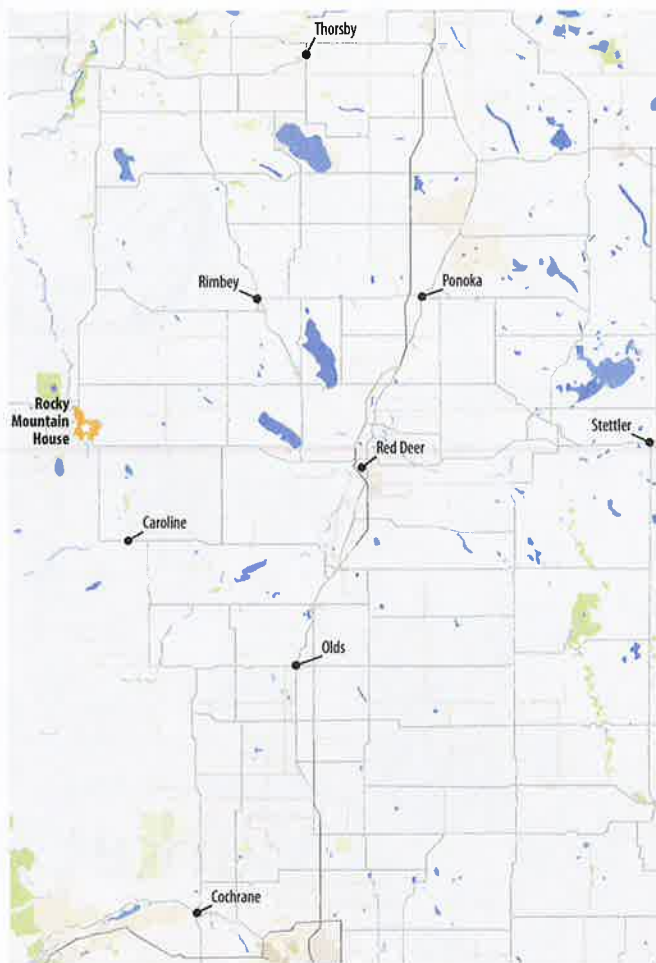 Thorsby
Rimbey
Ponoka
Rocky
Mountain
House
Stettler
Red Deer
Caroline
Olds
Cochrane